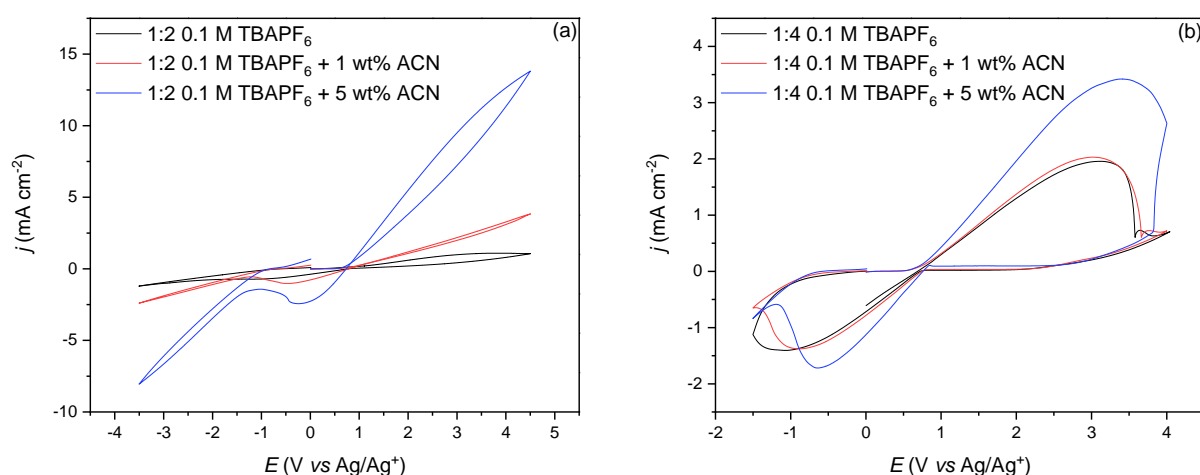 (a)
1:2 0.1 M TBAPF₆
1:2 0.1 M TBAPF₆ + 1 wt% ACN
1:2 0.1 M TBAPF₆ + 5 wt% ACN
15
10
5
0
-5
-10
j (mA cm⁻²)
-4 -3 -2 -1 0 1 2 3 4 5
E (V vs Ag/Ag⁺)
(b)
1:4 0.1 M TBAPF₆
1:4 0.1 M TBAPF₆ + 1 wt% ACN
1:4 0.1 M TBAPF₆ + 5 wt% ACN
4
2
0
-2
j (mA cm⁻²)
-2 -1 0 1 2 3 4
E (V vs Ag/Ag⁺)